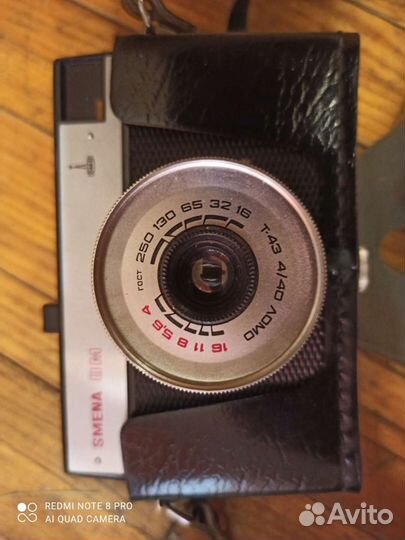 SMENA 8M
ГОСТ 250 130 65 32 16
Т-43 4/40 ЛОМО
16 11 8 5,6 4
REDMI NOTE 8 PRO
AI QUAD CAMERA
Avito